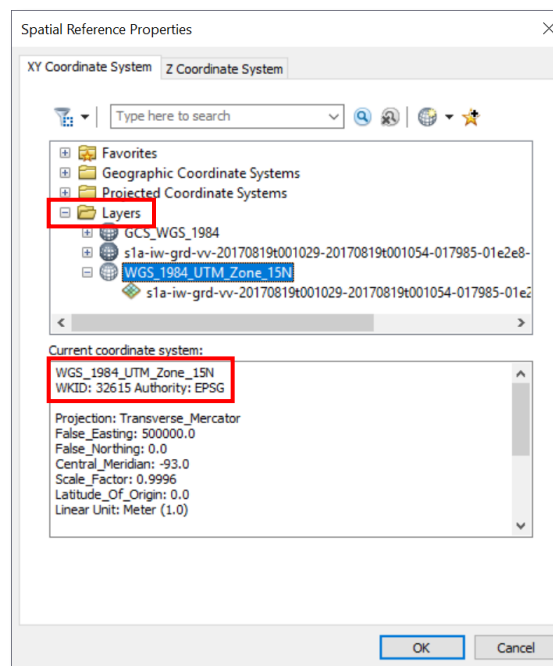 Spatial Reference Properties
XY Coordinate System Z Coordinate System
Type here to search
Favorites
Geographic Coordinate Systems
Projected Coordinate Systems
Layers
GCS_WGS_1984
s1a-iw-grd-vv-20170819t001029-20170819t001054-017985-01e2e8-
WGS_1984_UTM_Zone_15N
s1a-iw-grd-vv-20170819t001029-20170819t001054-017985-01e2
Current coordinate system:
WGS_1984_UTM_Zone_15N
WKID: 32615 Authority: EPSG
Projection: Transverse_Mercator
False_Easting: 500000.0
False_Northing: 0.0
Central_Meridian: -93.0
Scale_Factor: 0.9996
Latitude_Of_Origin: 0.0
Linear Unit: Meter (1.0)
OK Cancel